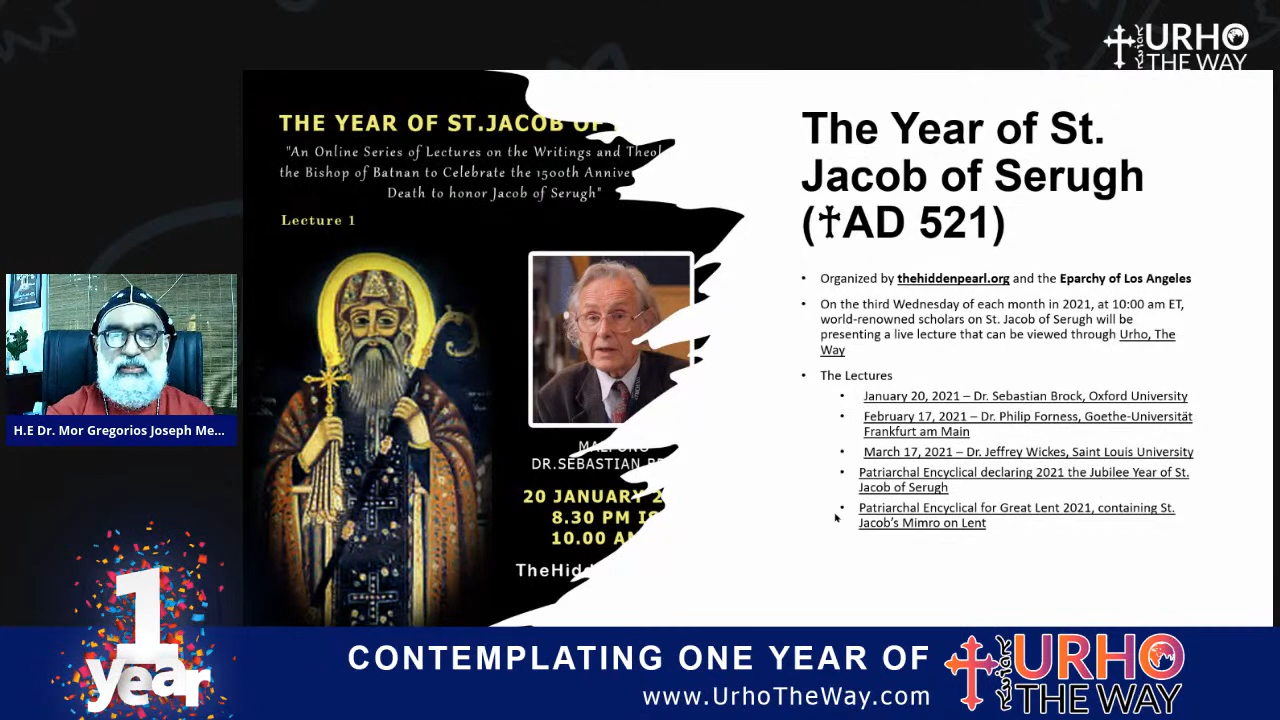 URHO
THE WAY
THE YEAR OF ST.JACOB OF
"An Online Series of Lectures on the Writings and
the Bishop of Batnan to Celebrate the 1500th
Death to honor Jacob of Serugh"
Lecture 1
DR.SEBASTIAN
20 JANUARY
8.30 PM
10.00
The Year of St.
Jacob of Serugh
(☥AD 521)
• Organized by thehiddenpearl.org and the Eparchy of Los Angeles
• On the third Wednesday of each month in 2021, at 10:00 am ET,
world-renowned scholars on St. Jacob of Serugh will be
presenting a live lecture that can be viewed through Urho, The
Way
• The Lectures
• January 20, 2021 – Dr. Sebastian Brock, Oxford University
• February 17, 2021 – Dr. Philip Forness, Goethe-Universität
Frankfurt am Main
• March 17, 2021 – Dr. Jeffrey Wickes, Saint Louis University
• Patriarchal Encyclical declaring 2021 the Jubilee Year of St.
Jacob of Serugh
• Patriarchal Encyclical for Great Lent 2021, containing St.
Jacob's Mimro on Lent
H.E Dr. Mor Gregorios Joseph Me...
1
year
CONTEMPLATING ONE YEAR OF
www.UrhoTheWay.com
URHO
THE WAY